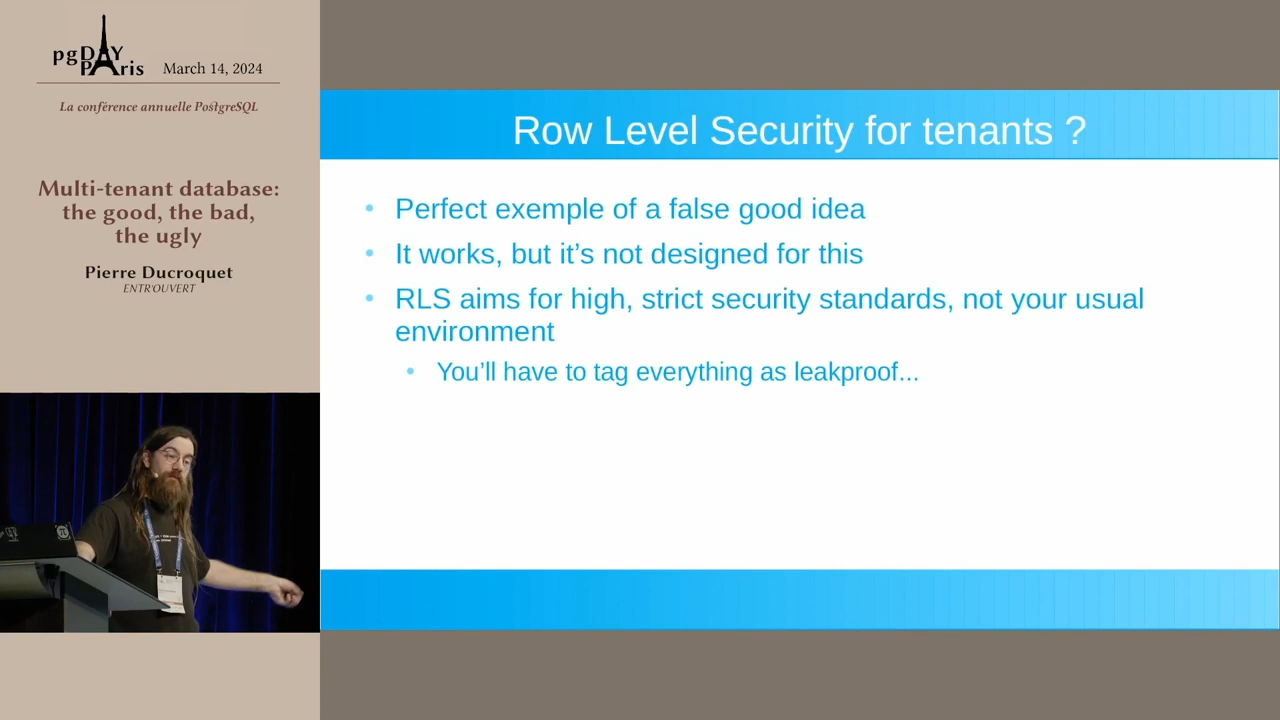 pgDAY Paris
March 14, 2024
La conférence annuelle PostgreSQL
Multi-tenant database:
the good, the bad,
the ugly
Pierre Ducroquet
ENTR'OUVERT
Row Level Security for tenants ?
• Perfect exemple of a false good idea
• It works, but it’s not designed for this
• RLS aims for high, strict security standards, not your usual
environment
• You’ll have to tag everything as leakproof...